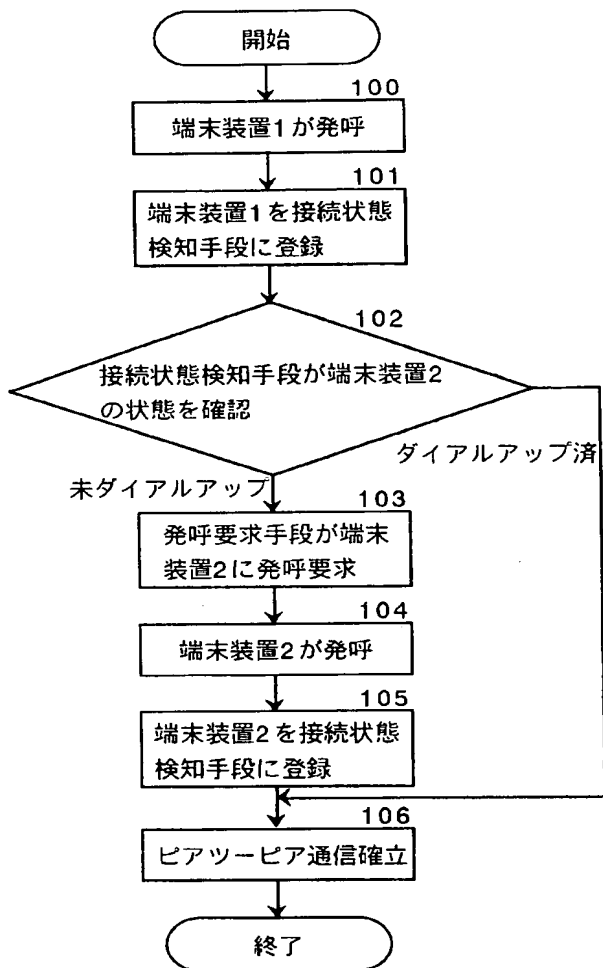 開始
100
端末装置1が発呼
101
端末装置1を接続状態
検知手段に登録
102
接続状態検知手段が端末装置2
の状態を確認
ダイアルアップ済
未ダイアルアップ
103
発呼要求手段が端末
装置2に発呼要求
104
端末装置2が発呼
105
端末装置2を接続状態
検知手段に登録
106
ピアツーピア通信確立
終了